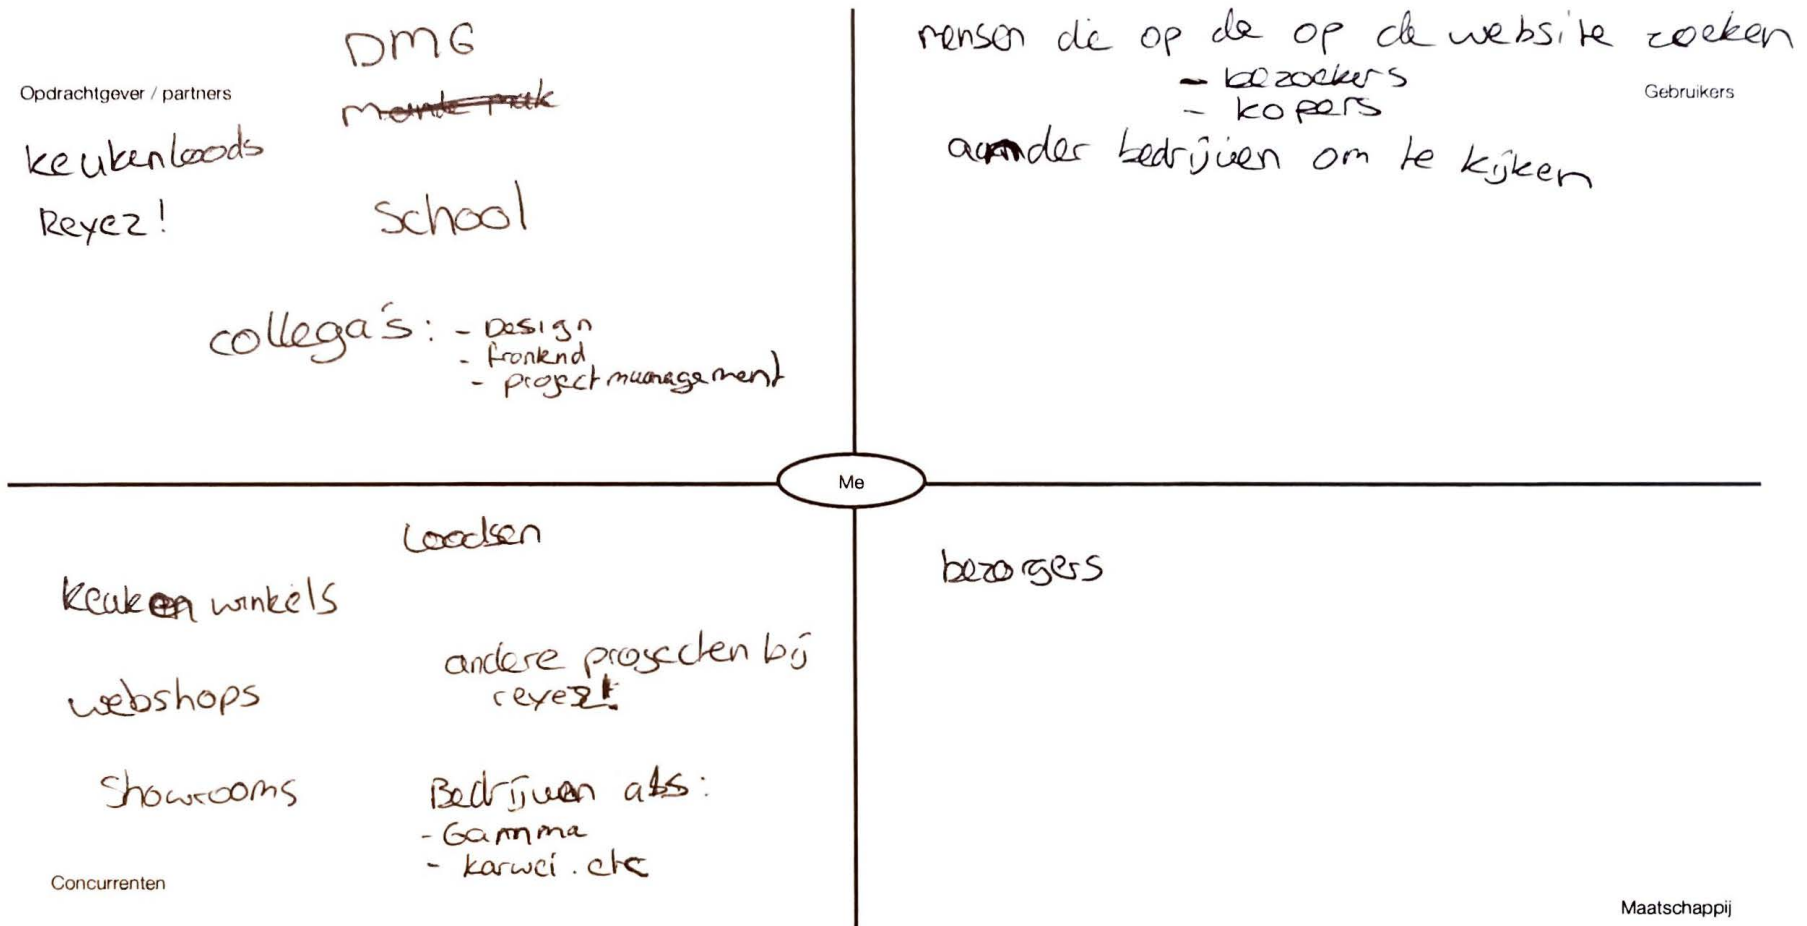 DMG
Opdrachtgever / partners
Keukenloods
Reyez!
School
collega's: - Design
- frontend
- projectmanagement
mensen die op de op de website zoeken
- bezoekers
- kopers
Gebruikers
ander bedrijven om te kijken
Me
Loodsen
Keuken winkels
andere projecten bij
reyez!
webshops
Showrooms
Bedrijven als:
- Gamma
- karwei. etc
Concurrenten
bezorgers
Maatschappij